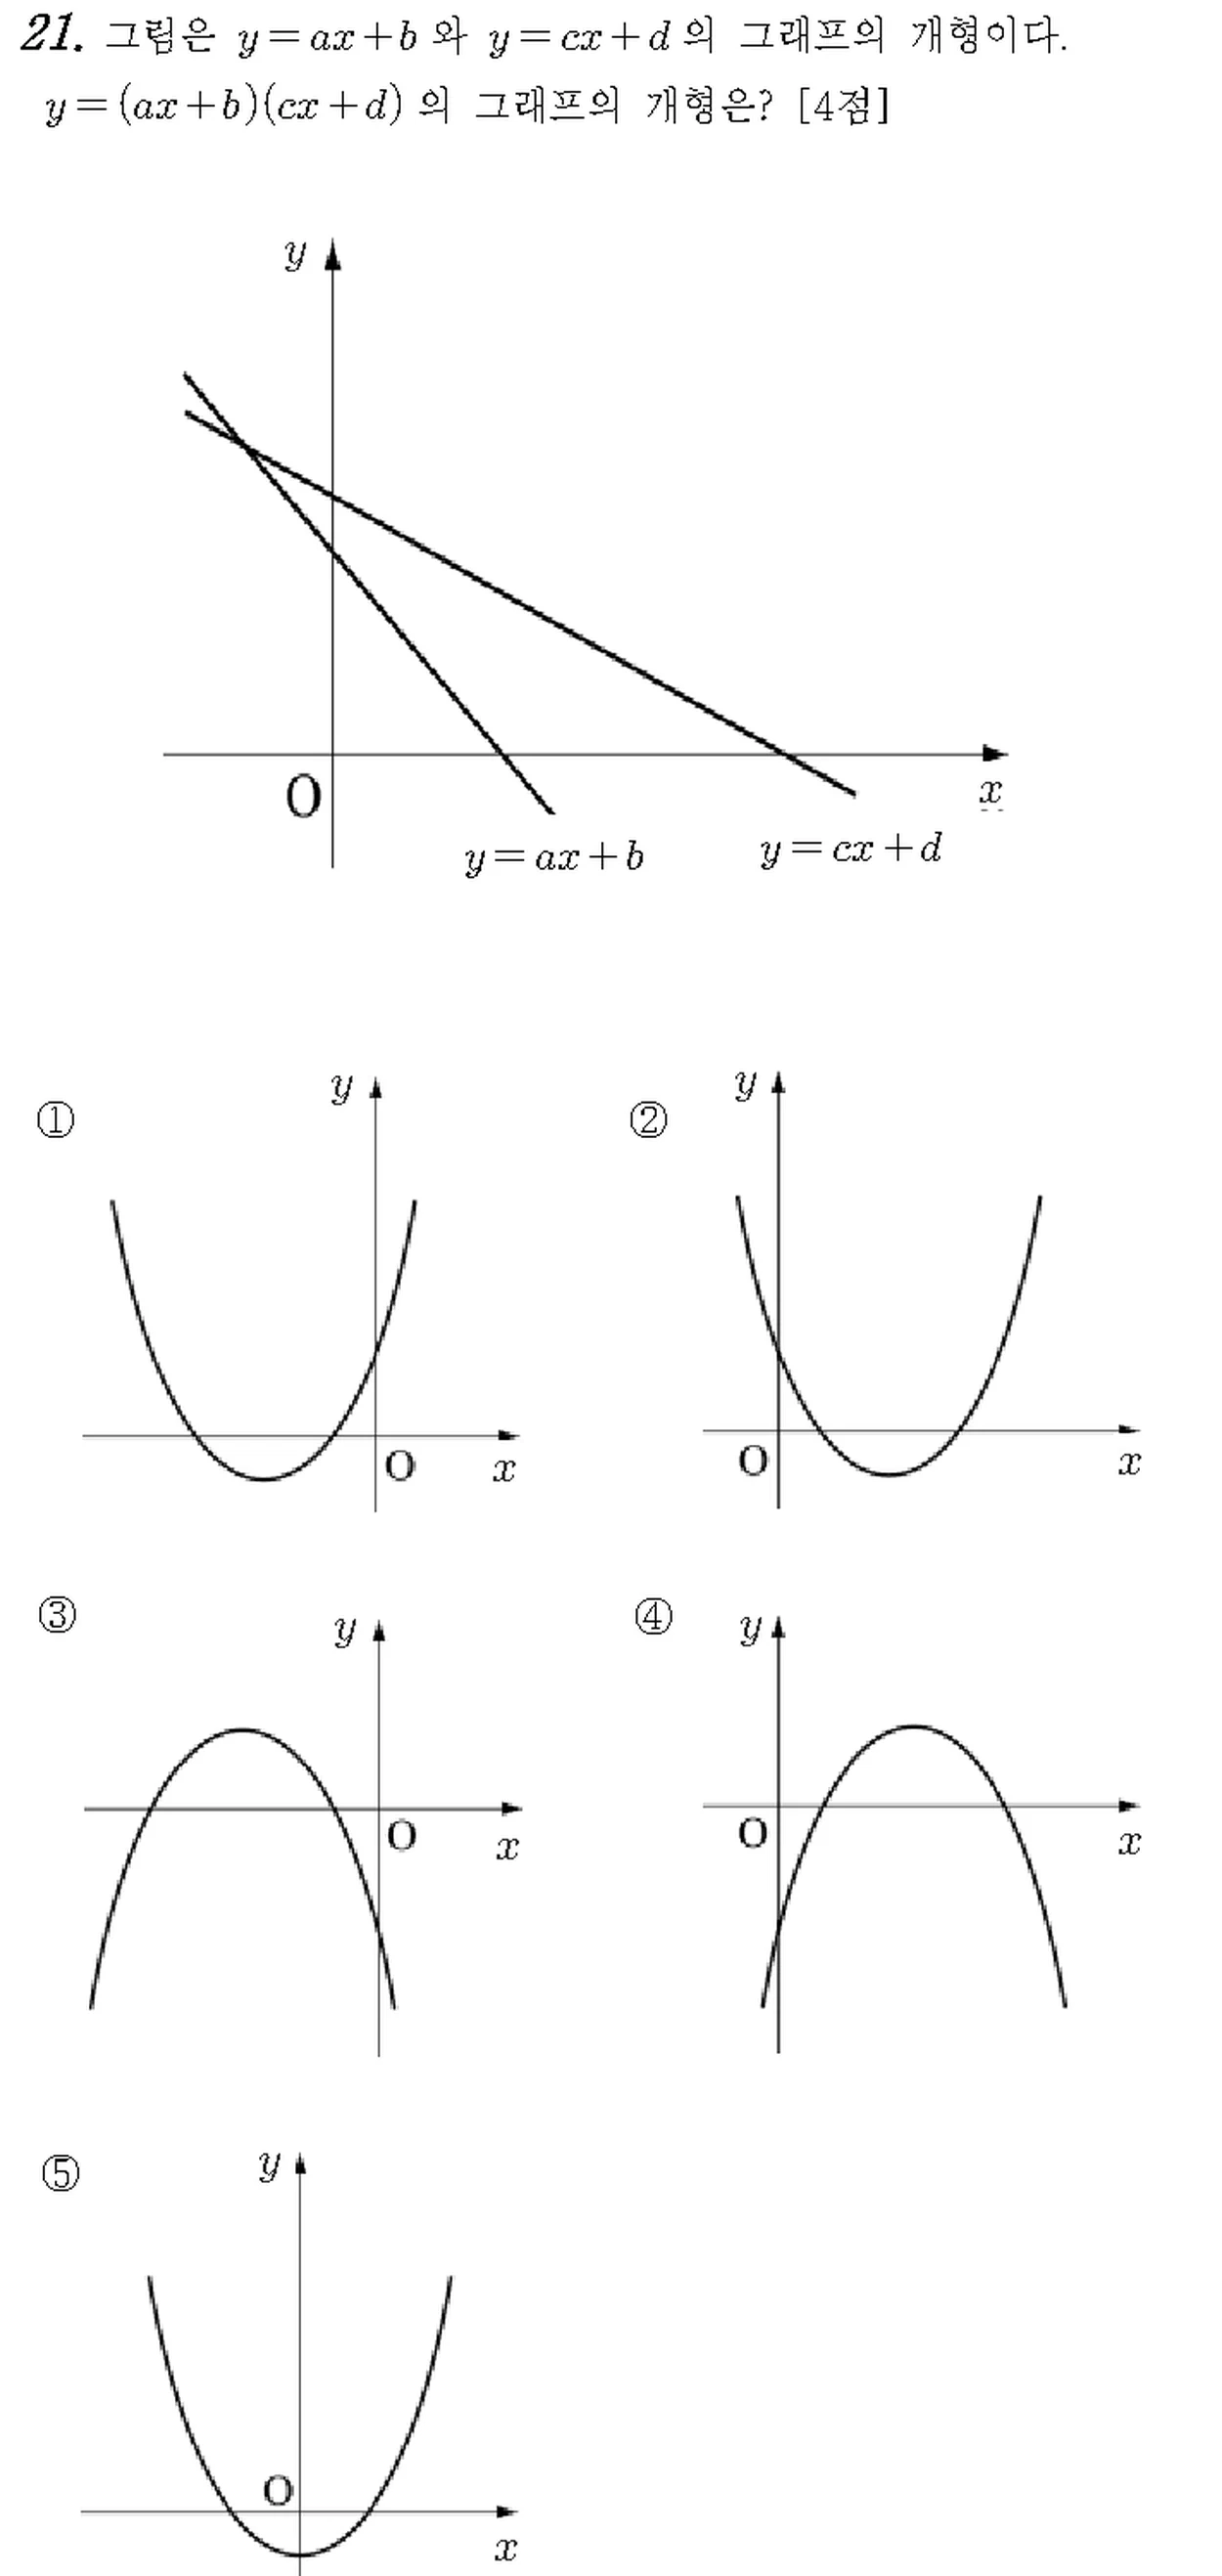 21. 그림은 y=ax+b 와 y=cx+d 의 그래프의 개형이다.
y=(ax+b)(cx+d) 의 그래프의 개형은? [4점]
y
O
x
y=ax+b y=cx+d
① y ② y
O x O x
③ y ④ y
O x O x
⑤ y
O
x